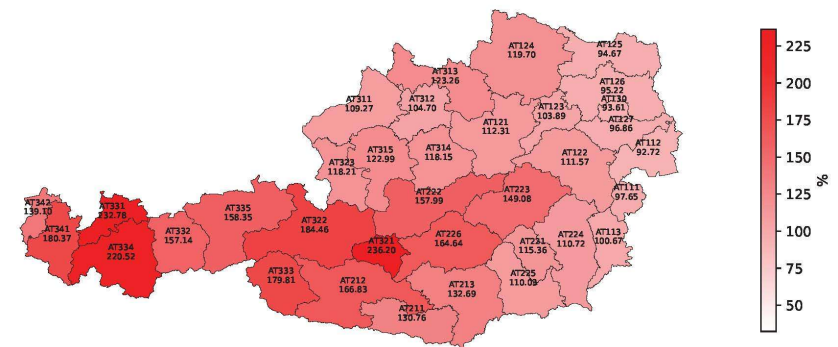 AT124
119.70
AT125
94.67
AT313
123.26
AT126
95.22
AT311
109.27
AT312
104.70
AT130
93.61
AT123
103.89
AT127
96.86
AT121
112.31
AT112
92.72
AT315
122.99
AT314
118.15
AT122
111.57
AT323
118.21
AT222
157.99
AT223
149.08
AT111
97.65
AT342
139.10
AT331
232.78
AT335
158.35
AT322
184.46
AT341
180.37
AT332
157.14
AT334
220.52
AT321
236.20
AT226
164.64
AT221
115.36
AT224
110.72
AT113
100.67
AT333
179.81
AT212
166.83
AT213
132.69
AT225
110.03
AT211
130.76
225
200
175
150
125
100
75
50
%